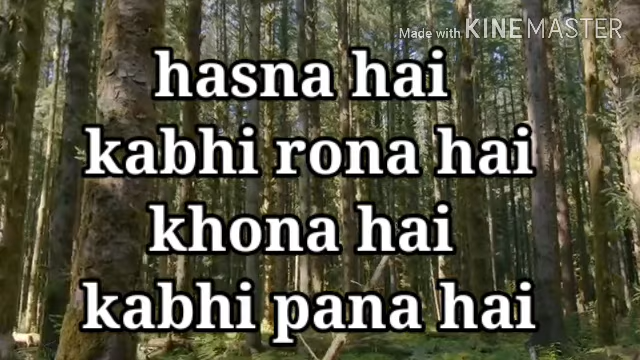 Made with KINEMASTER
hasna hai
kabhi rona hai
khona hai
kabhi pana hai